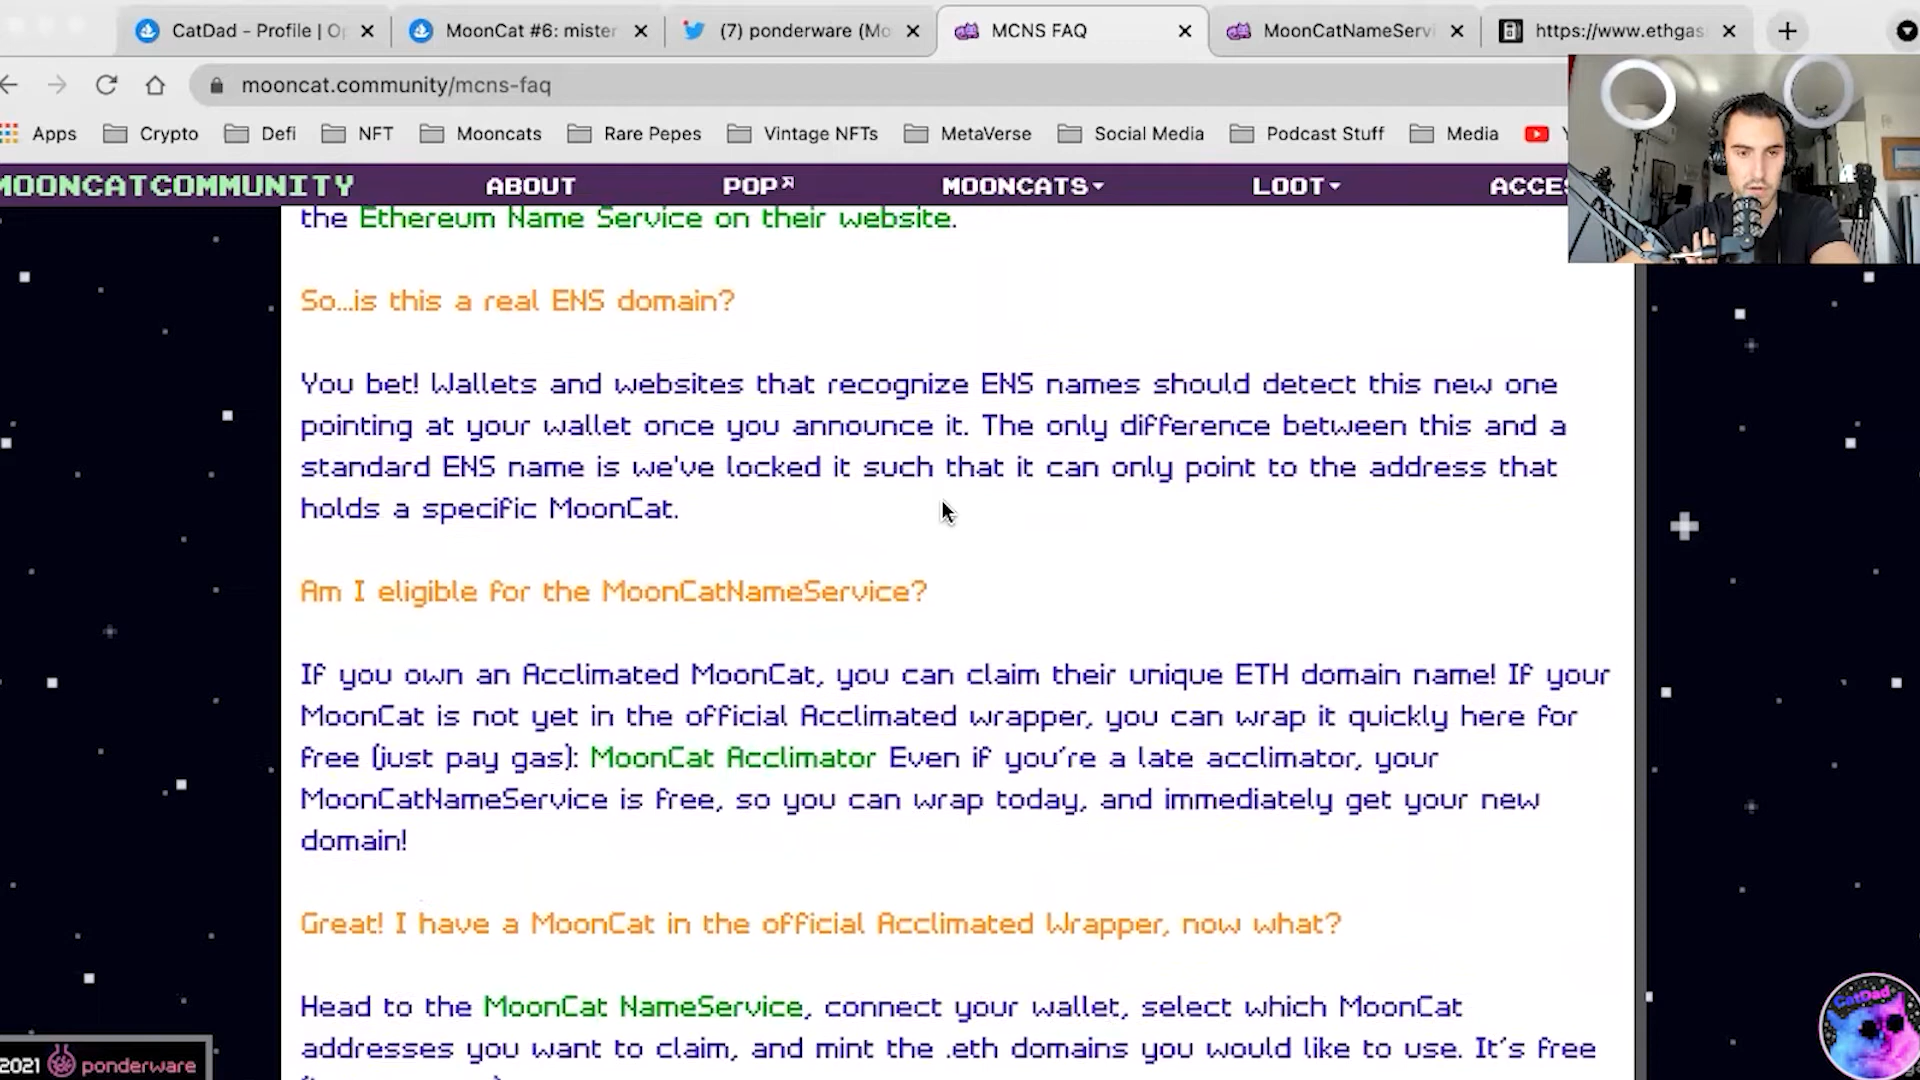 CatDad - Profile | O
MoonCat #6: mister
(7) ponderware (Mo
MCNS FAQ
MoonCatNameServi
https://www.ethgas
mooncat.community/mcns-faq
Apps
Crypto
Defi
NFT
Mooncats
Rare Pepes
Vintage NFTs
MetaVerse
Social Media
Podcast Stuff
Media
MOONCATCOMMUNITY
ABOUT
POP
MOONCATS
LOOT
ACCES
the Ethereum Name Service on their website.
So...is this a real ENS domain?
You bet! Wallets and websites that recognize ENS names should detect this new one
pointing at your wallet once you announce it. The only difference between this and a
standard ENS name is we've locked it such that it can only point to the address that
holds a specific MoonCat.
Am I eligible for the MoonCatNameService?
If you own an Acclimated MoonCat, you can claim their unique ETH domain name! If your
MoonCat is not yet in the official Acclimated wrapper, you can wrap it quickly here for
free (just pay gas): MoonCat Acclimator Even if you're a late acclimator, your
MoonCatNameService is free, so you can wrap today, and immediately get your new
domain!
Great! I have a MoonCat in the official Acclimated Wrapper, now what?
Head to the MoonCat NameService, connect your wallet, select which MoonCat
addresses you want to claim, and mint the .eth domains you would like to use. It's free
2021 ponderware
CatDad